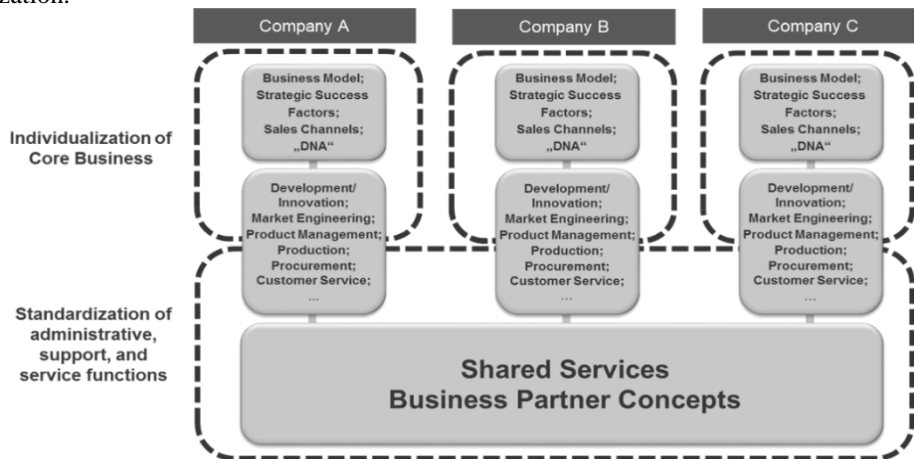 ization.
Company A
Company B
Company C
Individualization of
Core Business
Business Model;
Strategic Success
Factors;
Sales Channels;
„DNA“
Business Model;
Strategic Success
Factors;
Sales Channels;
„DNA“
Business Model;
Strategic Success
Factors;
Sales Channels;
„DNA“
Development/
Innovation;
Market Engineering;
Product Management;
Production;
Procurement;
Customer Service;
...
Development/
Innovation;
Market Engineering;
Product Management;
Production;
Procurement;
Customer Service;
...
Development/
Innovation;
Market Engineering;
Product Management;
Production;
Procurement;
Customer Service;
...
Standardization of
administrative,
support, and
service functions
Shared Services
Business Partner Concepts